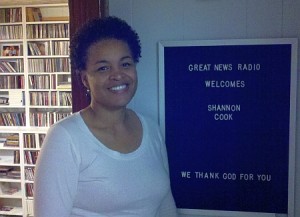 GREAT NEWS RADIO
WELCOMES
SHANNON
COOK
WE THANK GOD FOR YOU